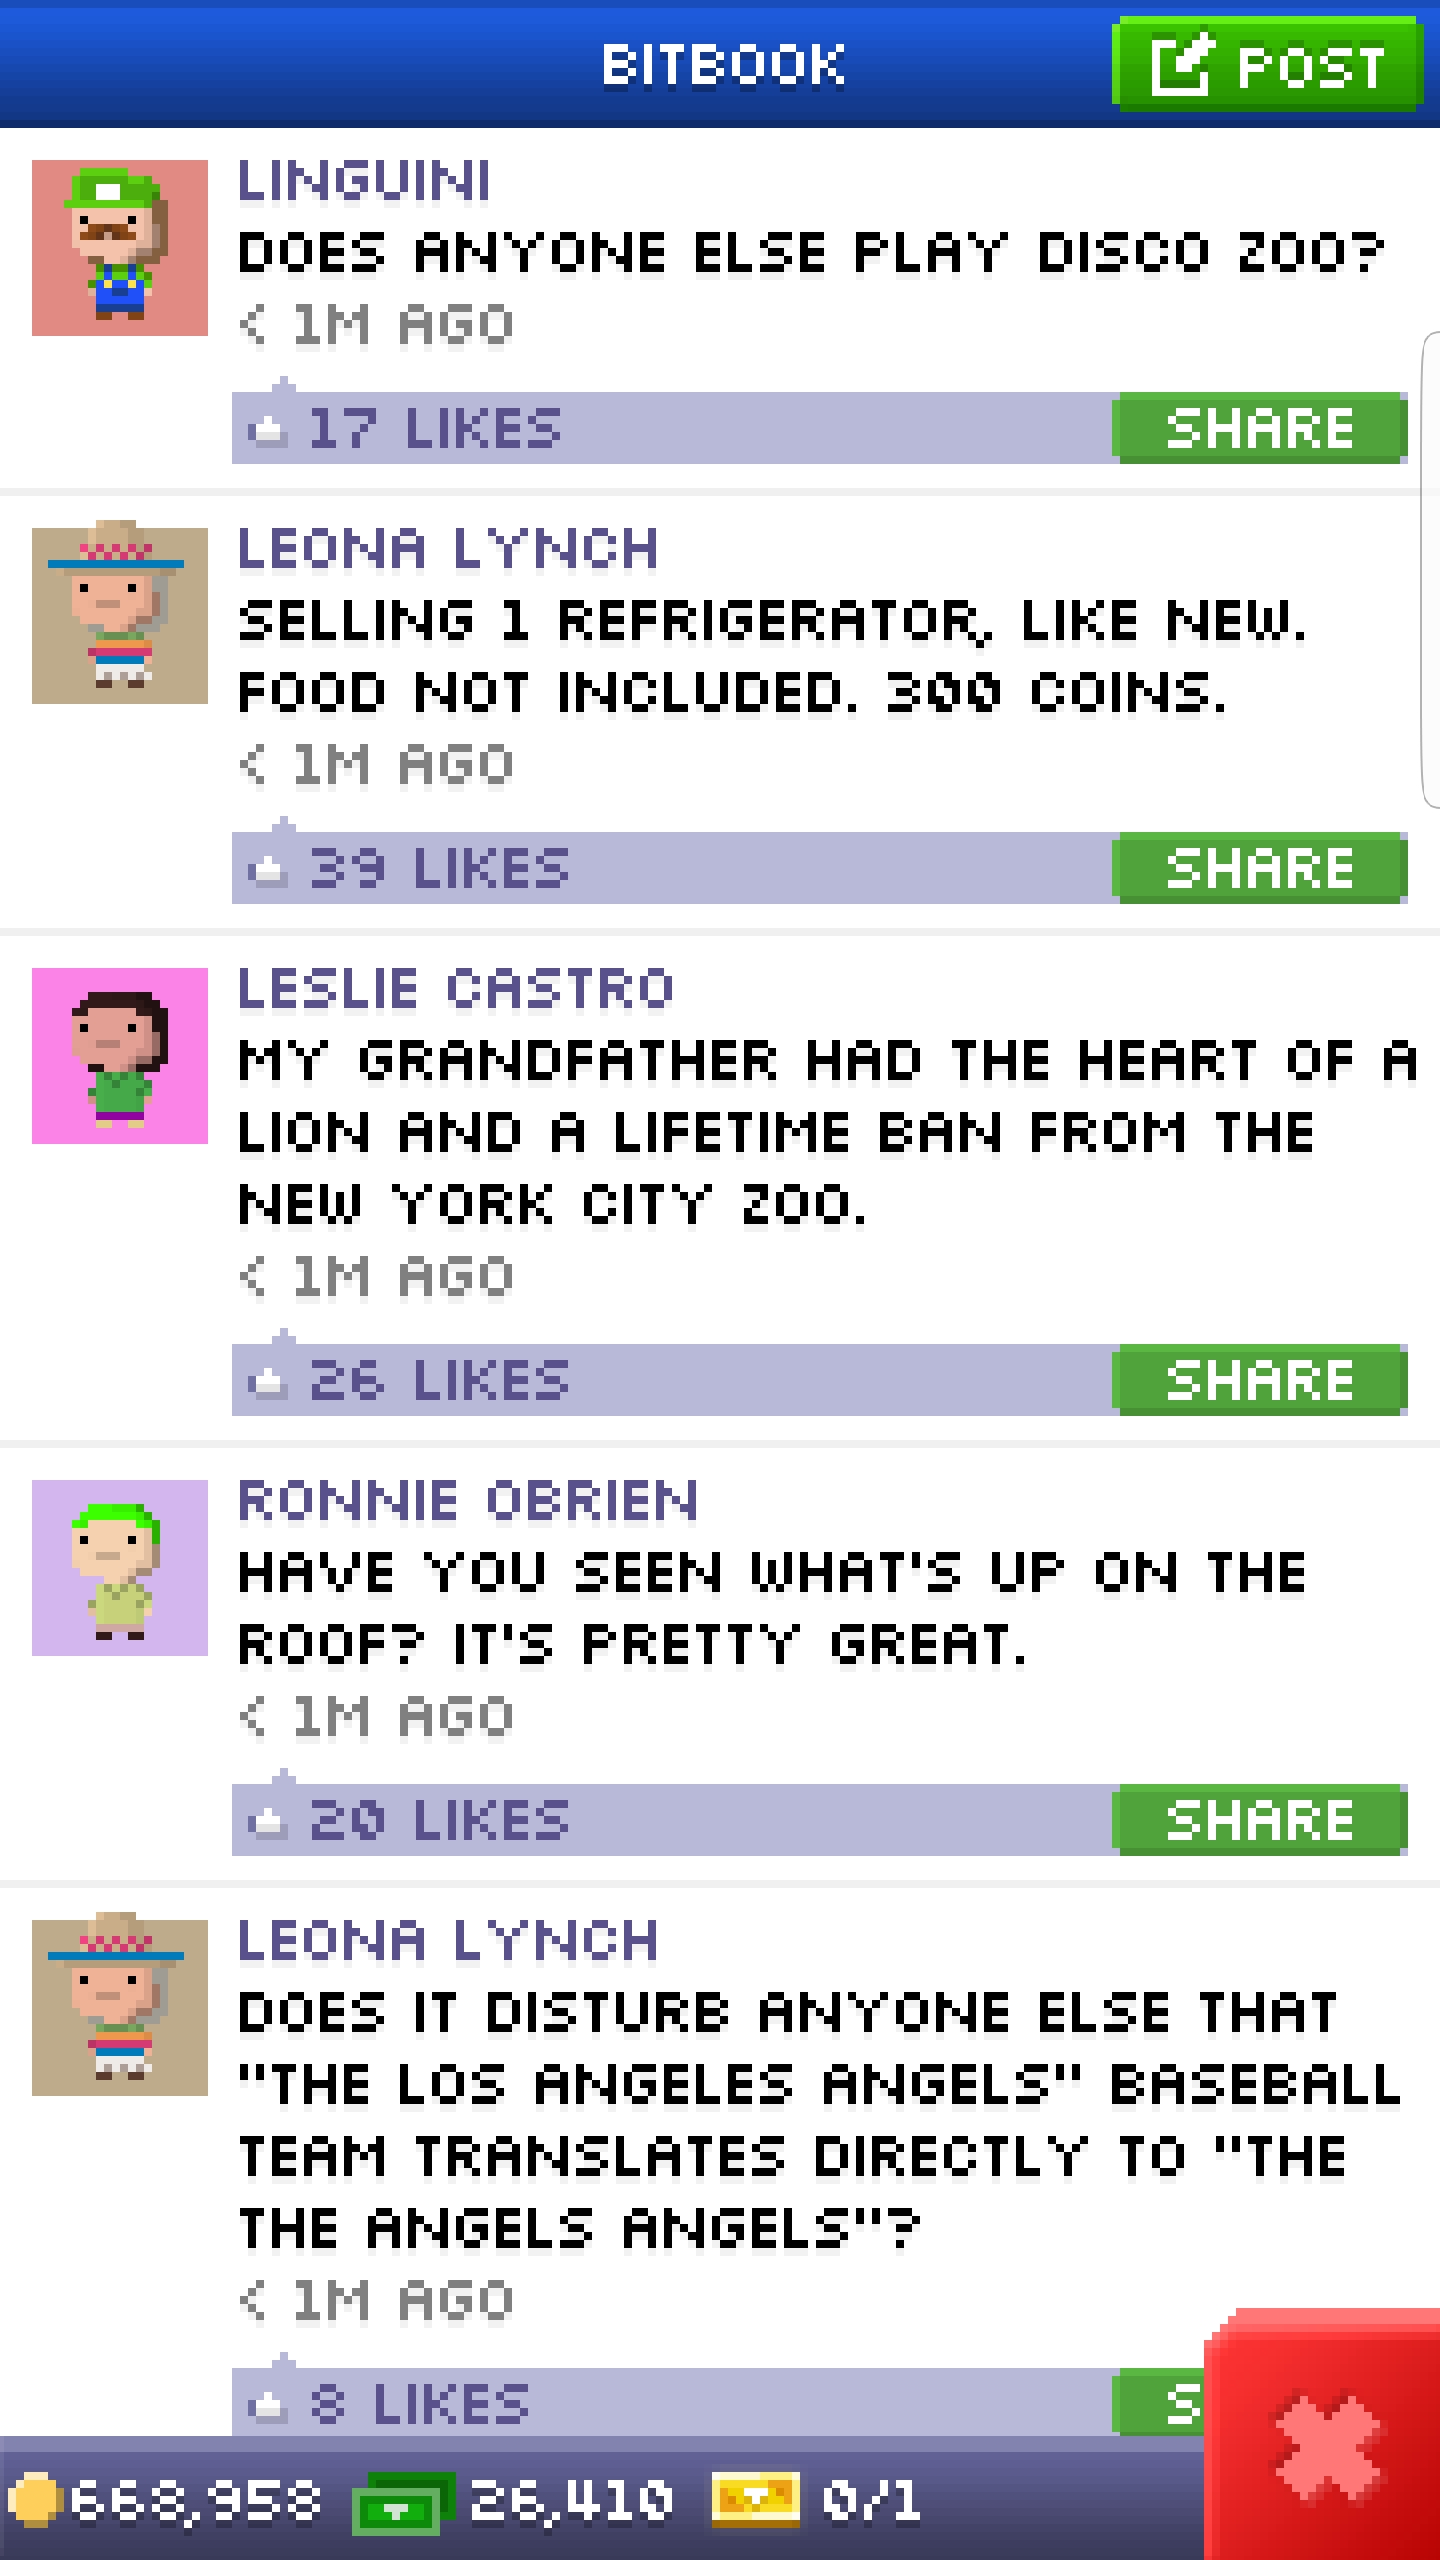 BITBOOK
POST
LINGUINI
DOES ANYONE ELSE PLAY DISCO ZOO?
< 1M AGO
17 LIKES
SHARE
LEONA LYNCH
SELLING 1 REFRIGERATOR, LIKE NEW.
FOOD NOT INCLUDED. 300 COINS.
< 1M AGO
39 LIKES
SHARE
LESLIE CASTRO
MY GRANDFATHER HAD THE HEART OF A
LION AND A LIFETIME BAN FROM THE
NEW YORK CITY ZOO.
< 1M AGO
26 LIKES
SHARE
RONNIE OBRIEN
HAVE YOU SEEN WHAT'S UP ON THE
ROOF? IT'S PRETTY GREAT.
< 1M AGO
20 LIKES
SHARE
LEONA LYNCH
DOES IT DISTURB ANYONE ELSE THAT
"THE LOS ANGELES ANGELS" BASEBALL
TEAM TRANSLATES DIRECTLY TO "THE
THE ANGELS ANGELS"?
< 1M AGO
8 LIKES
S
668,958
26,410
0/1